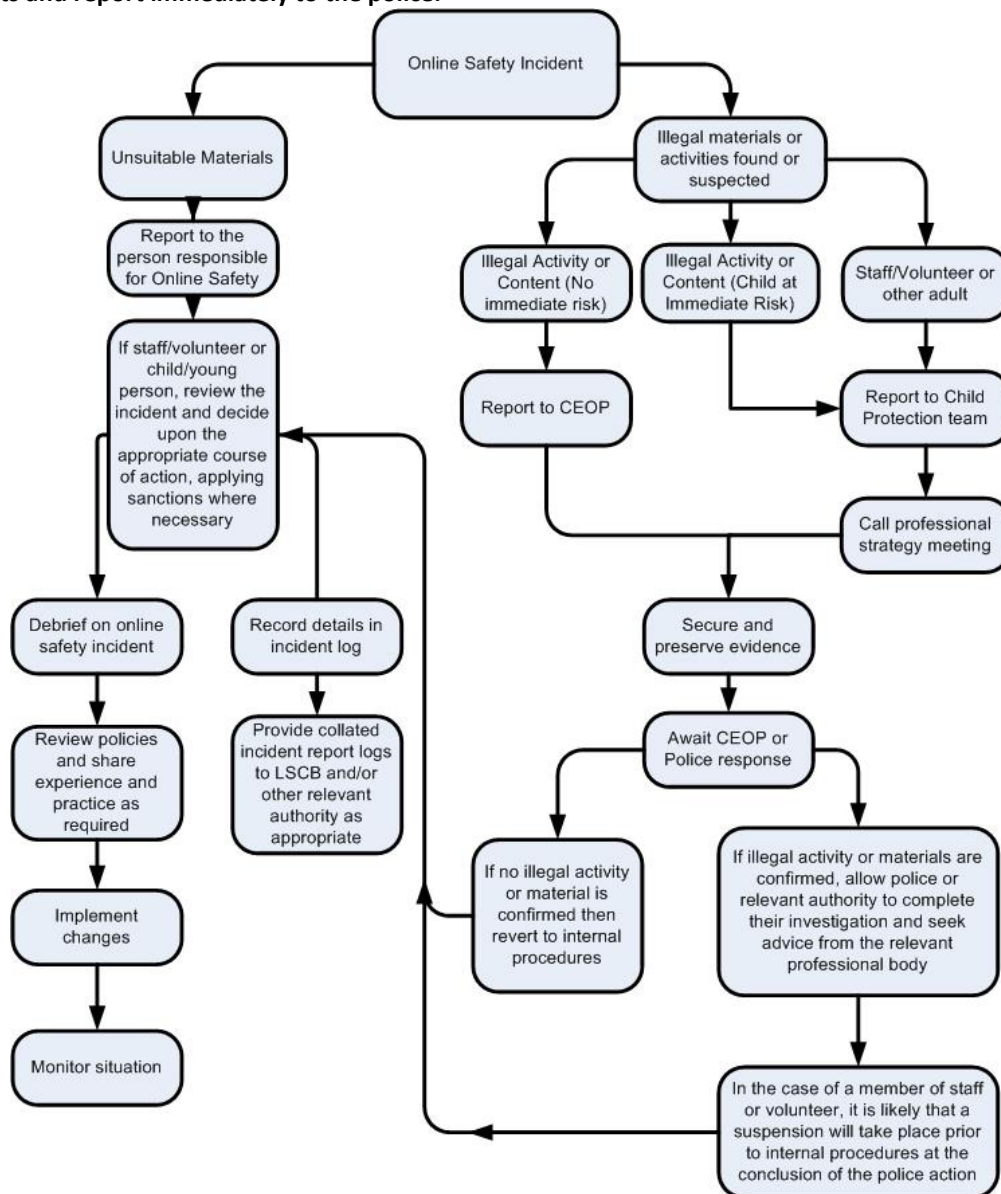 and report immediately to the police.
Online Safety Incident
Unsuitable Materials
Report to the
person responsible
for Online Safety
If staff/volunteer or
child/young
person, review the
incident and decide
upon the
appropriate course
of action, applying
sanctions where
necessary
Debrief on online
safety incident
Review policies
and share
experience and
practice as
required
Implement
changes
Monitor situation
Record details in
incident log
Provide collated
incident report logs
to LSCB and/or
other relevant
authority as
appropriate
Illegal materials or
activities found or
suspected
Illegal Activity or
Content (No
immediate risk)
Illegal Activity or
Content (Child at
Immediate Risk)
Staff/Volunteer or
other adult
Report to CEOP
Report to Child
Protection team
Call professional
strategy meeting
Secure and
preserve evidence
Await CEOP or
Police response
If no illegal activity
or material is
confirmed then
revert to internal
procedures
If illegal activity or materials are
confirmed, allow police or
relevant authority to complete
their investigation and seek
advice from the relevant
professional body
In the case of a member of staff
or volunteer, it is likely that a
suspension will take place prior
to internal procedures at the
conclusion of the police action